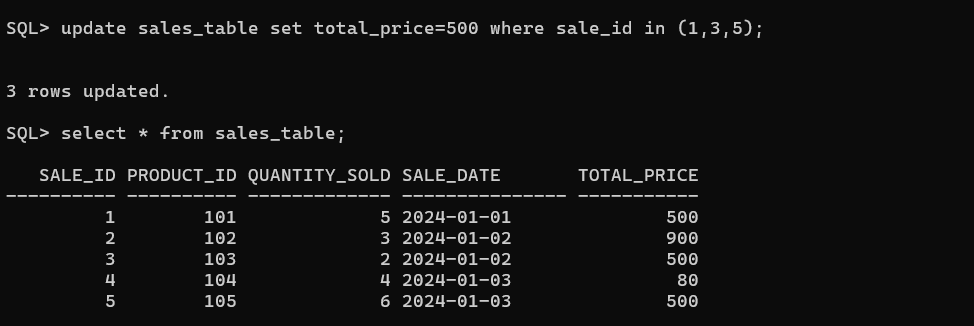 SQL> update sales_table set total_price=500 where sale_id in (1,3,5);
3 rows updated.
SQL> select * from sales_table;
SALE_ID PRODUCT_ID QUANTITY_SOLD SALE_DATE TOTAL_PRICE
---------- ---------- ------------- --------------- -----------
1 101 5 2024-01-01 500
2 102 3 2024-01-02 900
3 103 2 2024-01-02 500
4 104 4 2024-01-03 80
5 105 6 2024-01-03 500